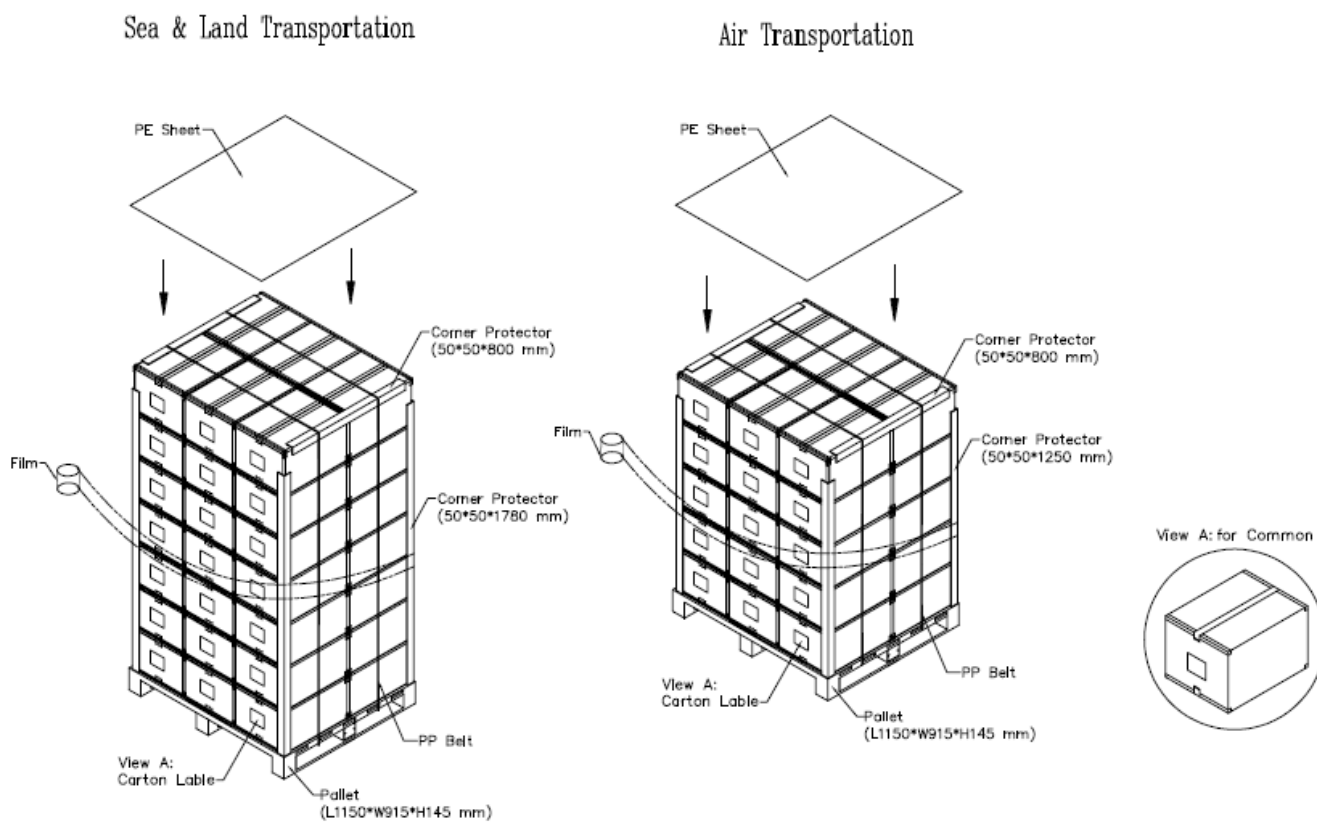 Sea & Land Transportation
Air Transportation
PE Sheet
Corner Protector
(50*50*800 mm)
Film
Corner Protector
(50*50*1780 mm)
PP Belt
View A:
Carton Lable
Pallet
(L1150*W915*H145 mm)
PE Sheet
Corner Protector
(50*50*800 mm)
Film
Corner Protector
(50*50*1250 mm)
PP Belt
View A:
Carton Lable
Pallet
(L1150*W915*H145 mm)
View A: for Common